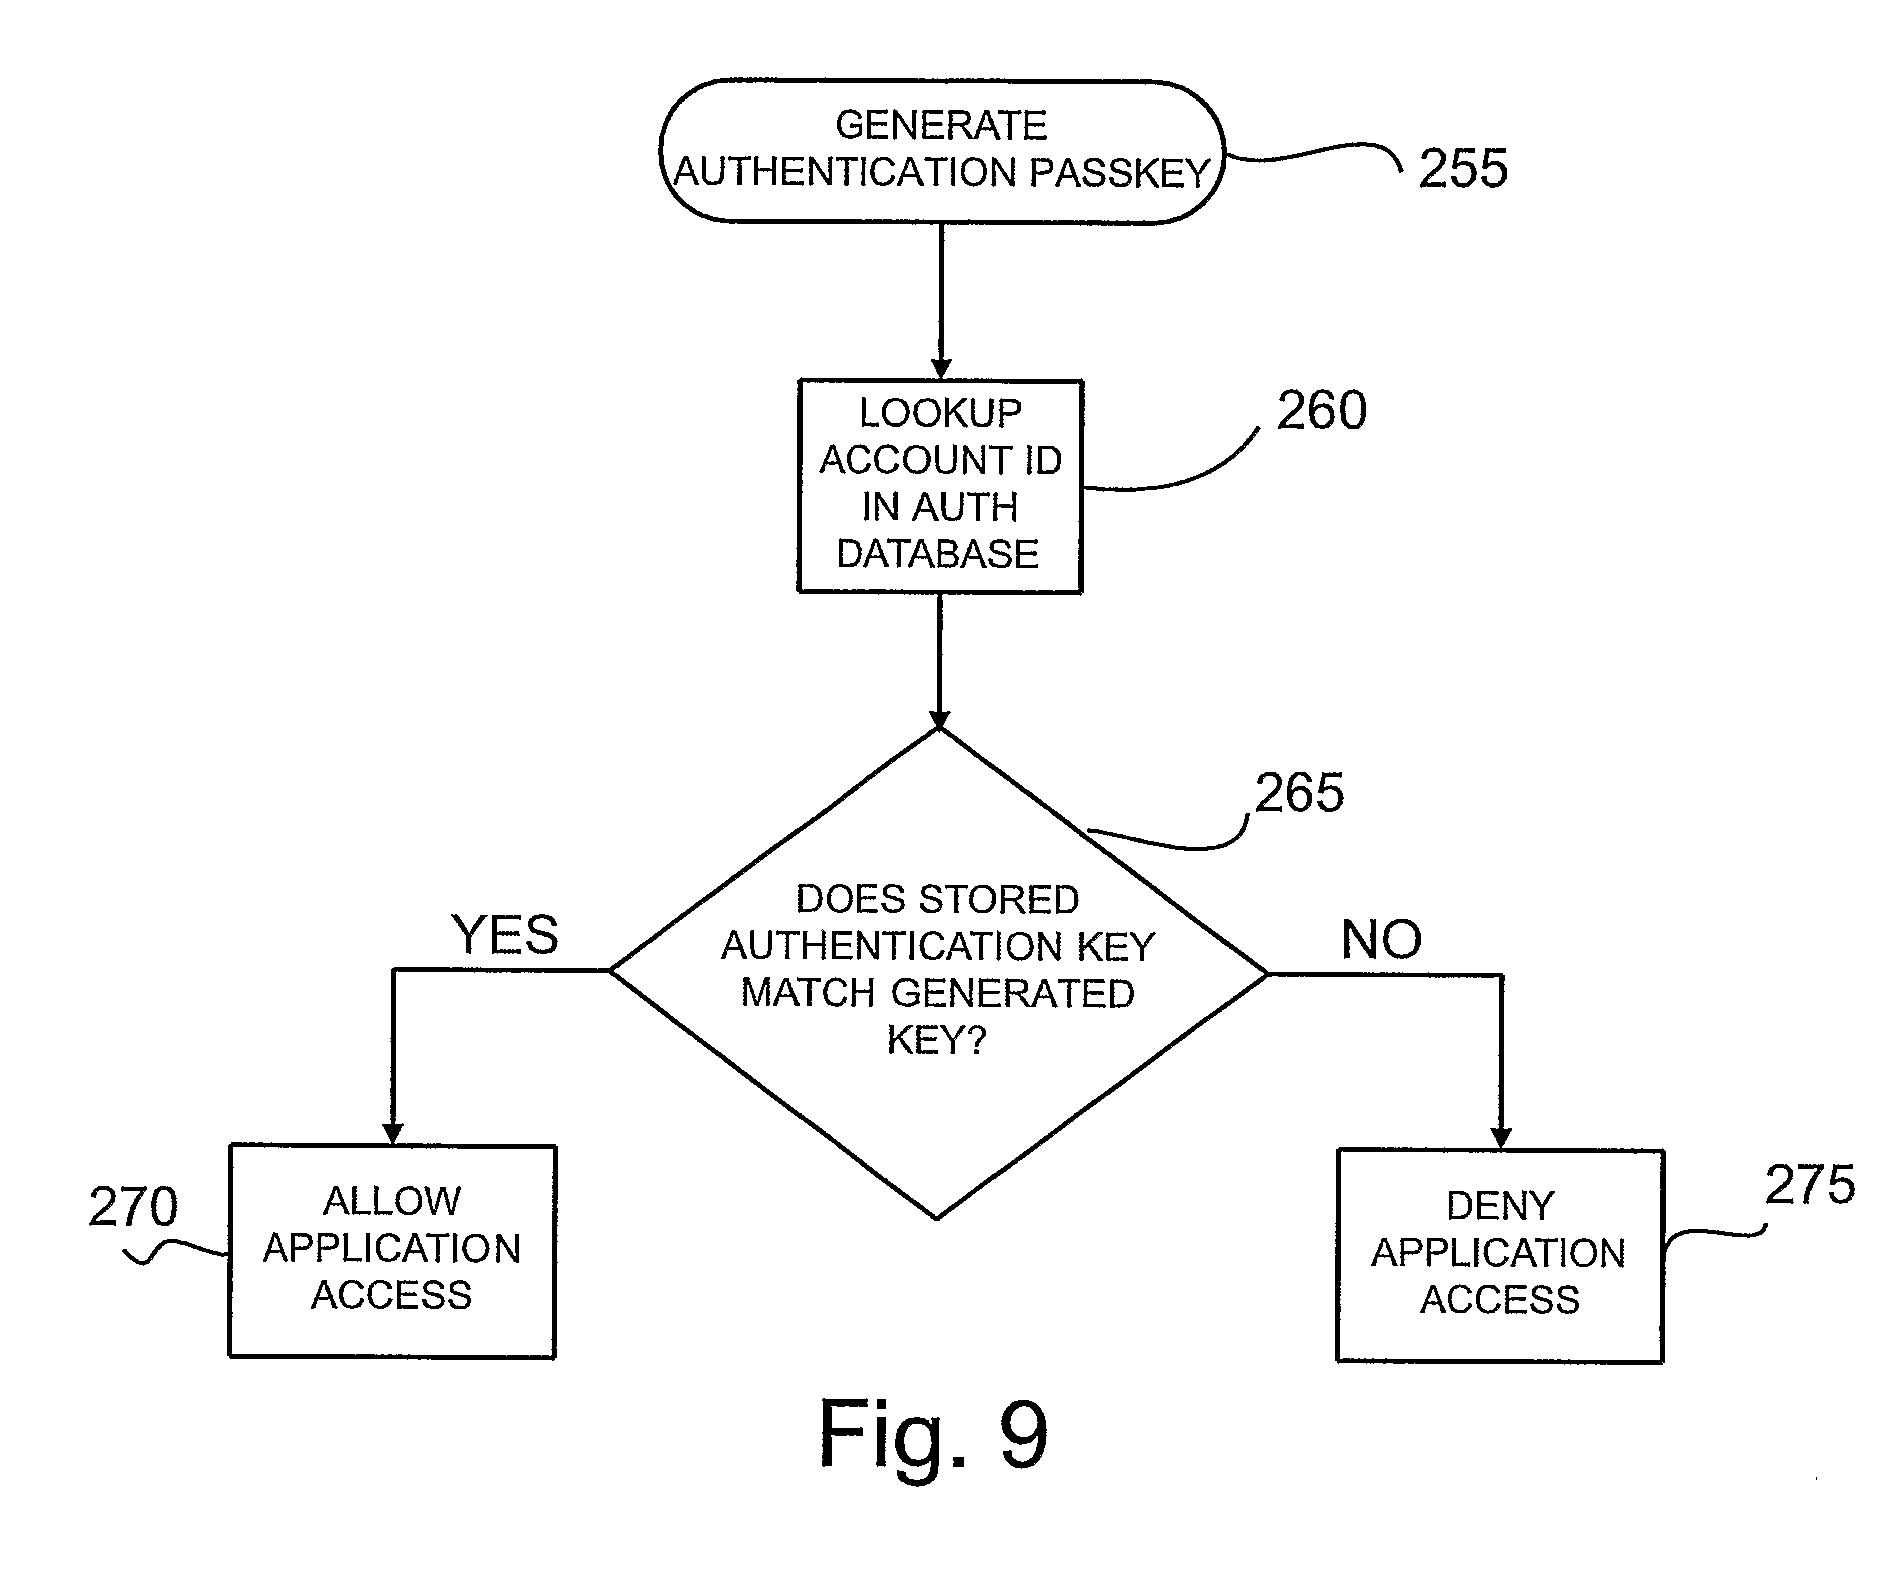 GENERATE
AUTHENTICATION PASSKEY
255
LOOKUP
ACCOUNT ID
IN AUTH
DATABASE
260
265
DOES STORED
AUTHENTICATION KEY
MATCH GENERATED
KEY?
YES
NO
270
ALLOW
APPLICATION
ACCESS
DENY
APPLICATION
ACCESS
275
Fig. 9